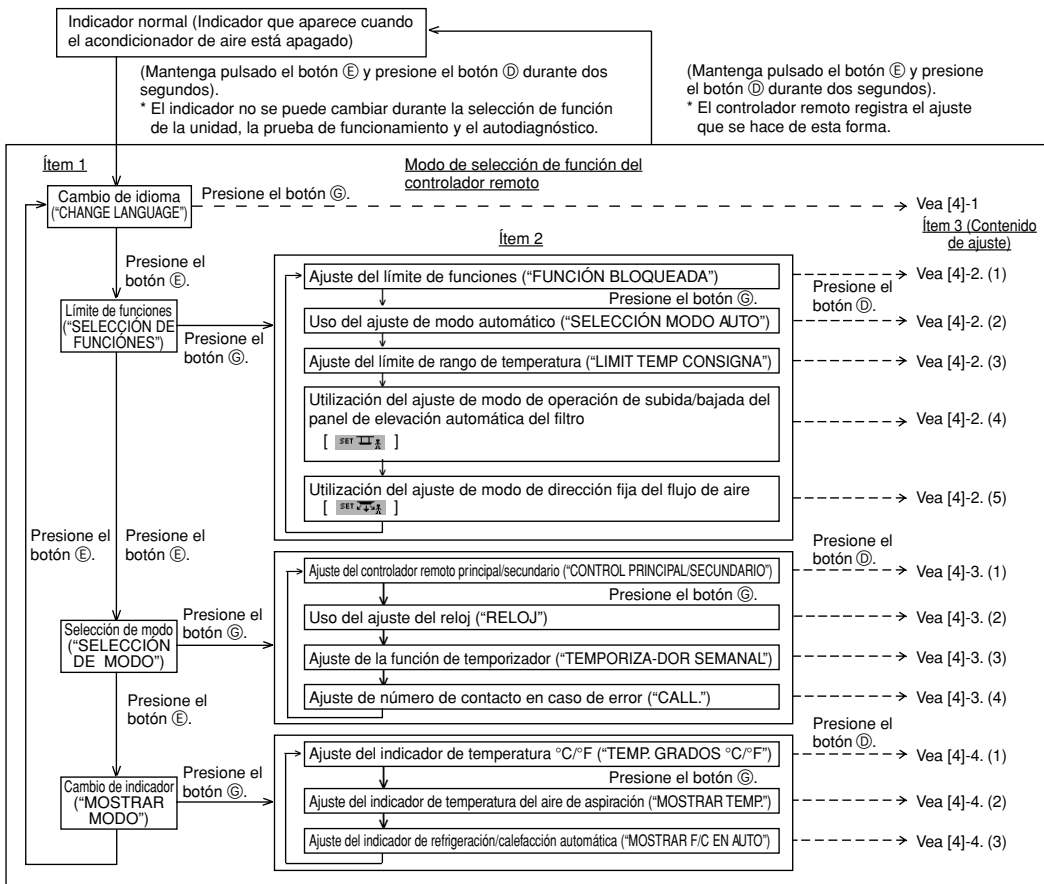 Indicador normal (Indicador que aparece cuando
el acondicionador de aire está apagado)
(Mantenga pulsado el botón Ⓔ y presione el botón Ⓓ durante dos
segundos).
* El indicador no se puede cambiar durante la selección de función
de la unidad, la prueba de funcionamiento y el autodiagnóstico.
(Mantenga pulsado el botón Ⓔ y presione
el botón Ⓓ durante dos segundos).
* El controlador remoto registra el ajuste
que se hace de esta forma.
Ítem 1
Modo de selección de función del
controlador remoto
Cambio de idioma
(“CHANGE LANGUAGE”)
Presione el botón Ⓖ.
Vea [4]-1
Ítem 3 (Contenido
de ajuste)
Ítem 2
Presione el
botón Ⓔ.
Límite de funciones
(“SELECCIÓN DE
FUNCIÓNES”)
Presione el
botón Ⓖ.
Ajuste del límite de funciones (“FUNCIÓN BLOQUEADA”)
Presione el botón Ⓖ.
Presione el
botón Ⓓ.
Vea [4]-2. (1)
Uso del ajuste de modo automático (“SELECCIÓN MODO AUTO”)
Vea [4]-2. (2)
Ajuste del límite de rango de temperatura (“LIMIT TEMP CONSIGNA”)
Vea [4]-2. (3)
Utilización del ajuste de modo de operación de subida/bajada del
panel de elevación automática del filtro
[ SET ]
Vea [4]-2. (4)
Utilización del ajuste de modo de dirección fija del flujo de aire
[ SET ]
Vea [4]-2. (5)
Presione el
botón Ⓔ.
Presione el
botón Ⓔ.
Selección de modo
(“SELECCIÓN
DE MODO”)
Presione el
botón Ⓖ.
Ajuste del controlador remoto principal/secundario (“CONTROL PRINCIPAL/SECUNDARIO”)
Presione el botón Ⓖ.
Presione el
botón Ⓓ.
Vea [4]-3. (1)
Uso del ajuste del reloj (“RELOJ”)
Vea [4]-3. (2)
Ajuste de la función de temporizador (“TEMPORIZA-DOR SEMANAL”)
Vea [4]-3. (3)
Ajuste de número de contacto en caso de error (“CALL.”)
Vea [4]-3. (4)
Presione el
botón Ⓔ.
Cambio de indicador
(“MOSTRAR
MODO”)
Presione el
botón Ⓖ.
Ajuste del indicador de temperatura °C/°F (“TEMP. GRADOS °C/°F”)
Presione el botón Ⓖ.
Presione el
botón Ⓓ.
Vea [4]-4. (1)
Ajuste del indicador de temperatura del aire de aspiración (“MOSTRAR TEMP.”)
Vea [4]-4. (2)
Ajuste del indicador de refrigeración/calefacción automática (“MOSTRAR F/C EN AUTO”)
Vea [4]-4. (3)